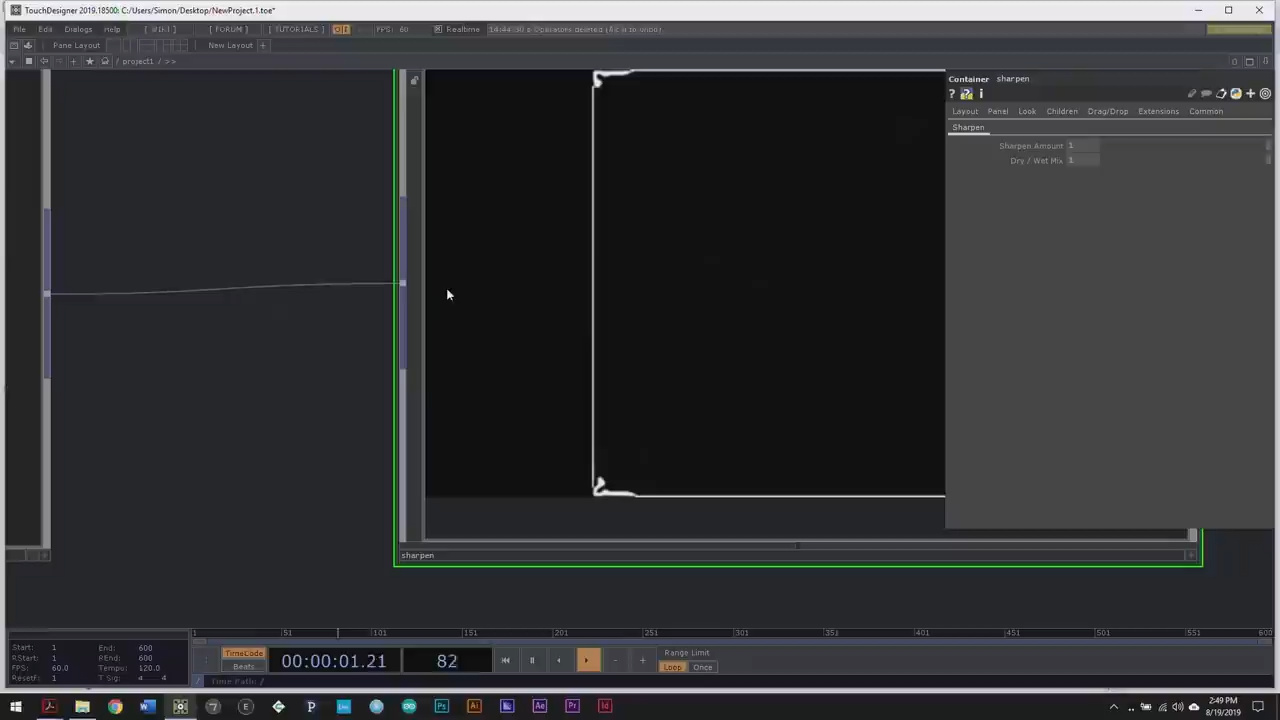 TouchDesigner 2019.18500: C:/Users/Simon/Desktop/NewProject.1.toe*
File Edit Dialogs Help [ WIKI ] [ FORUM ] [ TUTORIALS ] FPS: 60 Realtime
Pane Layout New Layout +
/ project1 / >>
Container sharpen
? ? i
Layout Panel Look Children Drag/Drop Extensions Common
Sharpen
Sharpen Amount 1
Dry / Wet Mix 1
sharpen
1 51 101 151 201 251 301 351 401 451 501 551 600
Start: 1 End: 600
RStart: 1 REnd: 600
FPS: 60.0 Tempo: 120.0
ResetF: 1 T Sig: 4 4
TimeCode
Beats
00:00:01.21 82
Range Limit
Loop Once
/ Time Path: /
2:49 PM
8/19/2019